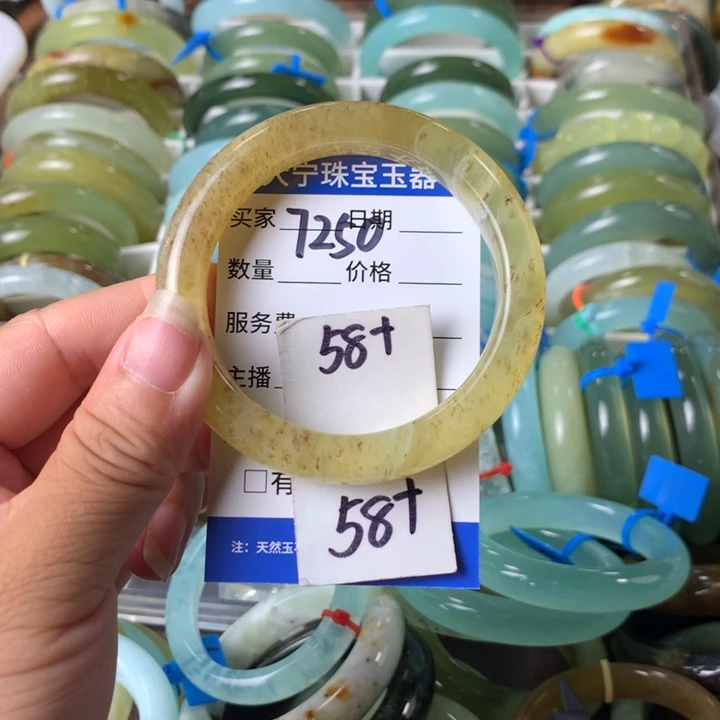 宁珠宝玉器
买家 7250 日期
数量 价格
服务费
58+
主播
□有
58+
注：天然玉